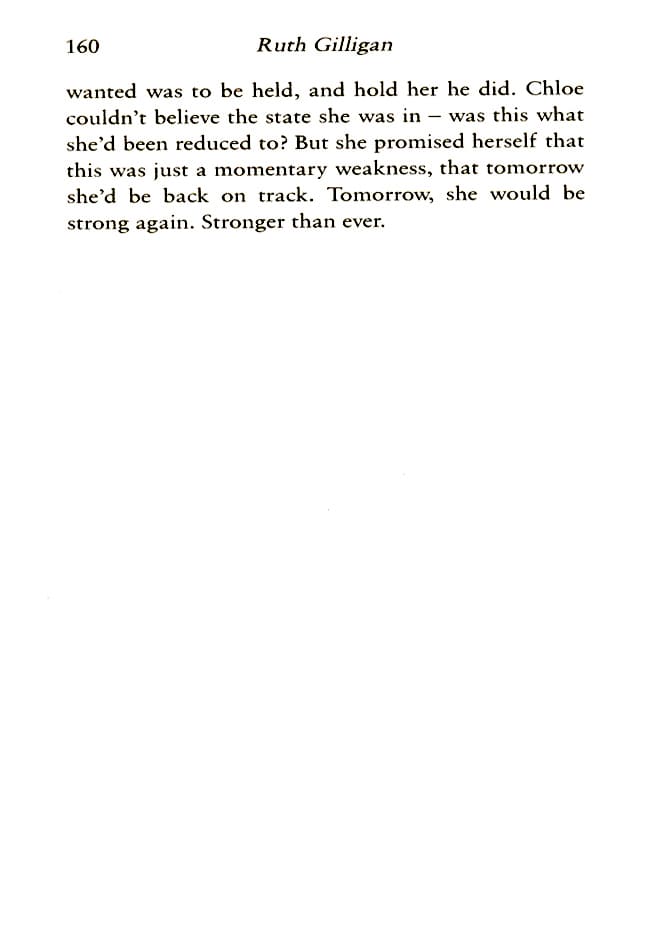 160 Ruth Gilligan
wanted was to be held, and hold her he did. Chloe
couldn’t believe the state she was in – was this what
she’d been reduced to? But she promised herself that
this was just a momentary weakness, that tomorrow
she’d be back on track. Tomorrow, she would be
strong again. Stronger than ever.